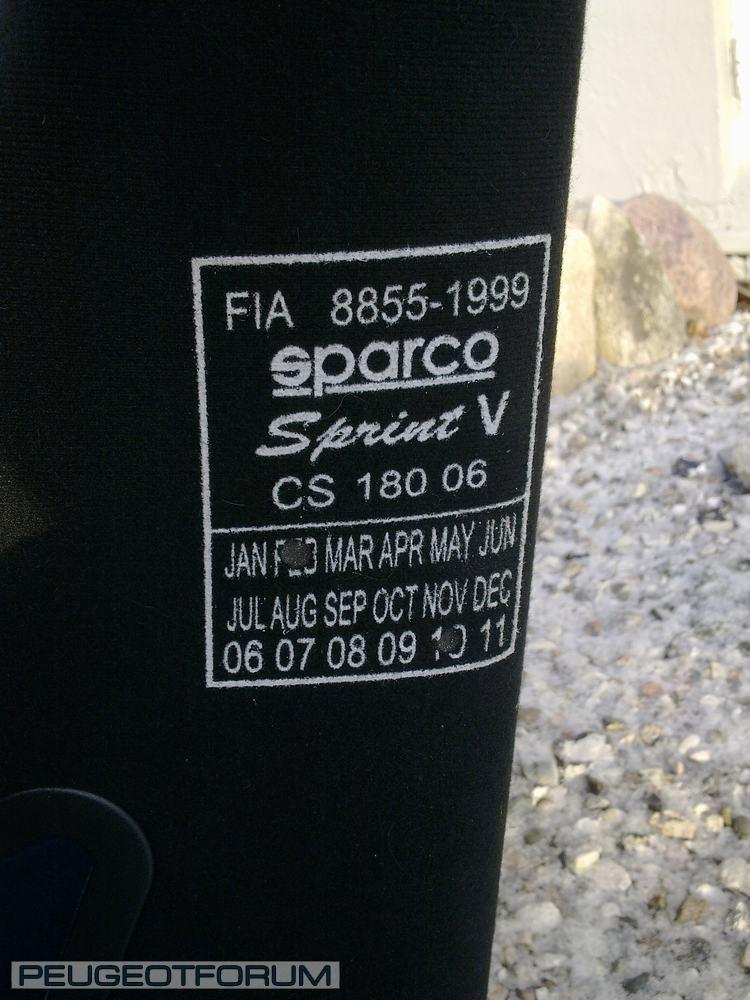 FIA 8855-1999
sparco
Sprint V
CS 180 06
JAN FEB MAR APR MAY JUN
JUL AUG SEP OCT NOV DEC
06 07 08 09 10 11
PEUGEOTFORUM